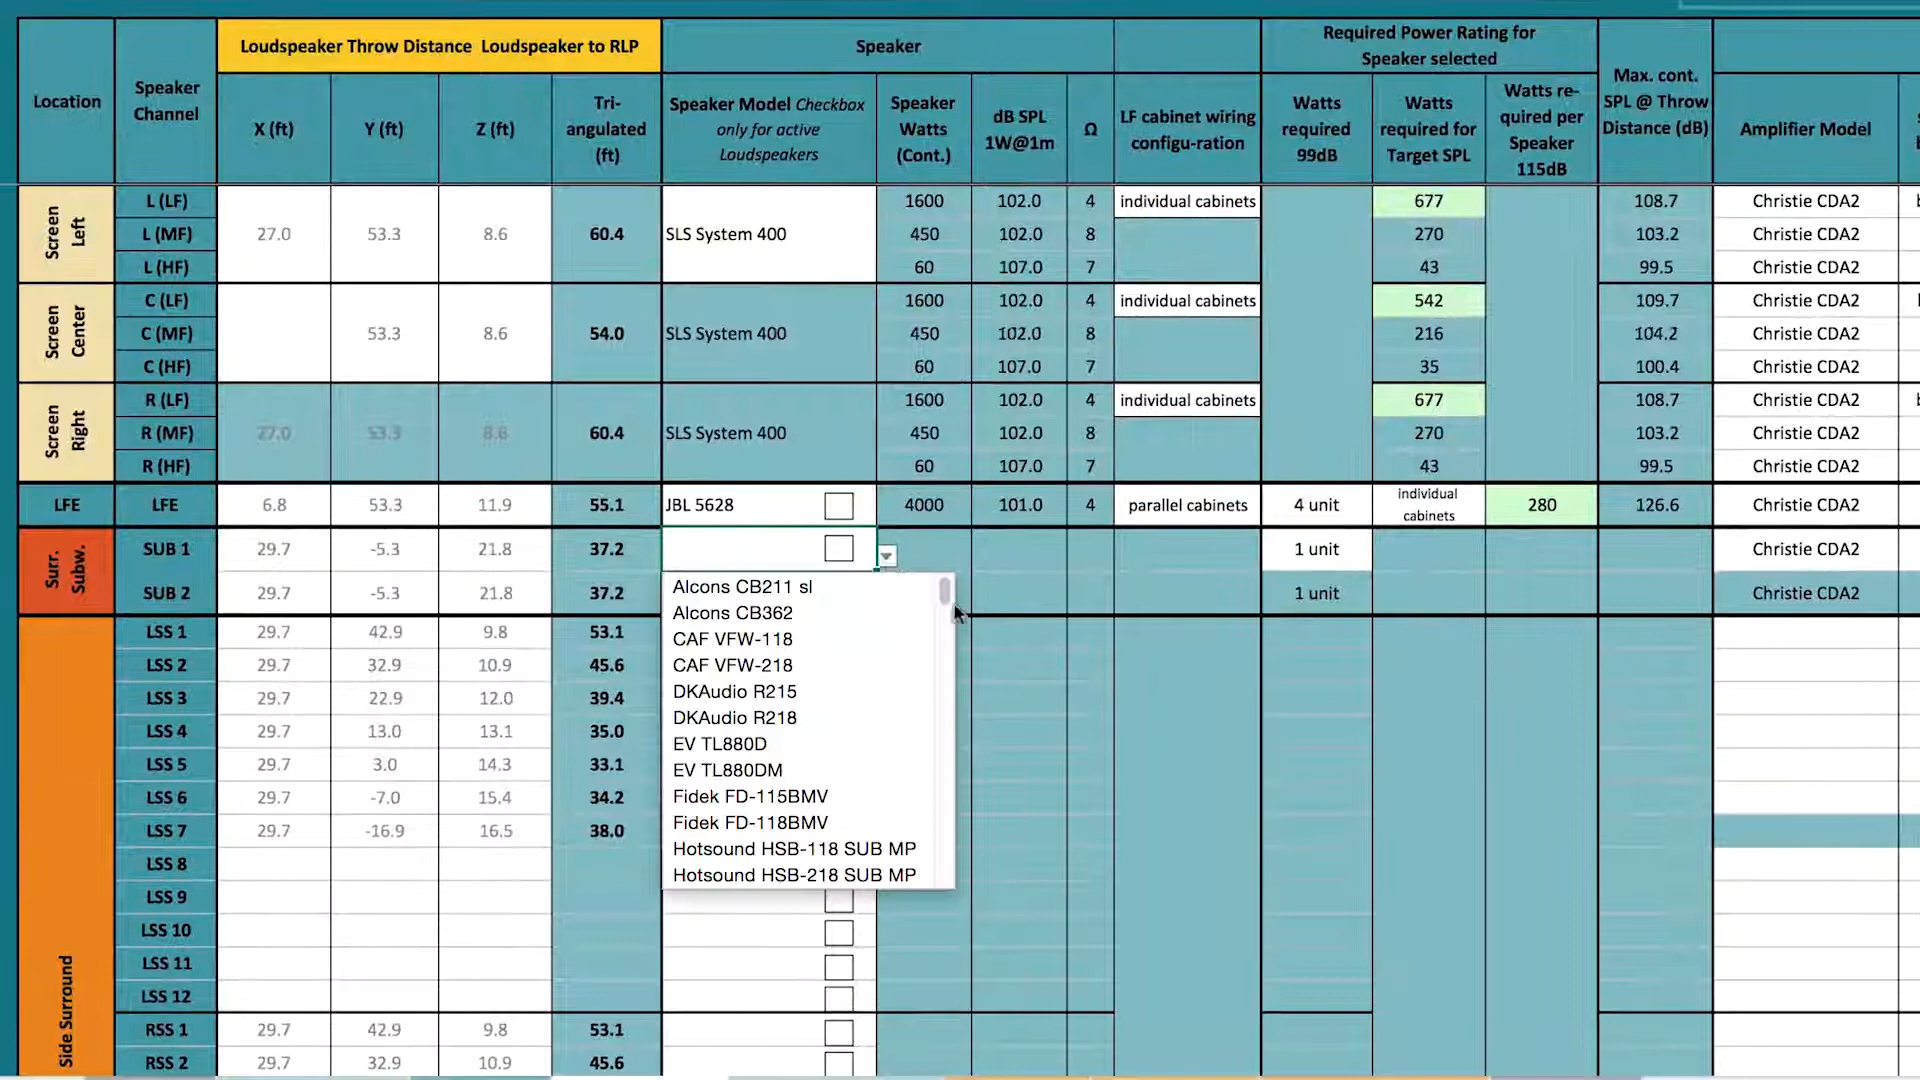 Loudspeaker Throw Distance Loudspeaker to RLP
Speaker
Required Power Rating for
Speaker selected
Location
Speaker
Channel
X (ft)
Y (ft)
Z (ft)
Tri-
angulated
(ft)
Speaker Model Checkbox
only for active
Loudspeakers
Speaker
Watts
(Cont.)
dB SPL
1W@1m
Ω
LF cabinet wiring
configu-ration
Watts
required
99dB
Watts
required for
Target SPL
Watts re-
quired per
Speaker
115dB
Max. cont.
SPL @ Throw
Distance (dB)
Amplifier Model
Screen
Left
L (LF) 1600 102.0 4 individual cabinets 677 108.7 Christie CDA2
L (MF) 27.0 53.3 8.6 60.4 SLS System 400 450 102.0 8 270 103.2 Christie CDA2
L (HF) 60 107.0 7 43 99.5 Christie CDA2
Screen
Center
C (LF) 1600 102.0 4 individual cabinets 542 109.7 Christie CDA2
C (MF) 53.3 8.6 54.0 SLS System 400 450 102.0 8 216 104.2 Christie CDA2
C (HF) 60 107.0 7 35 100.4 Christie CDA2
Screen
Right
R (LF) 1600 102.0 4 individual cabinets 677 108.7 Christie CDA2
R (MF) 27.0 53.3 8.6 60.4 SLS System 400 450 102.0 8 270 103.2 Christie CDA2
R (HF) 60 107.0 7 43 99.5 Christie CDA2
LFE LFE 6.8 53.3 11.9 55.1 JBL 5628 4000 101.0 4 parallel cabinets 4 unit individual
cabinets 280 126.6 Christie CDA2
Surr.
Subw.
SUB 1 29.7 -5.3 21.8 37.2 1 unit Christie CDA2
SUB 2 29.7 -5.3 21.8 37.2 1 unit Christie CDA2
Alcons CB211 sl
Alcons CB362
CAF VFW-118
CAF VFW-218
DKAudio R215
DKAudio R218
EV TL880D
EV TL880DM
Fidek FD-115BMV
Fidek FD-118BMV
Hotsound HSB-118 SUB MP
Hotsound HSB-218 SUB MP
Side Surround
LSS 1 29.7 42.9 9.8 53.1
LSS 2 29.7 32.9 10.9 45.6
LSS 3 29.7 22.9 12.0 39.4
LSS 4 29.7 13.0 13.1 35.0
LSS 5 29.7 3.0 14.3 33.1
LSS 6 29.7 -7.0 15.4 34.2
LSS 7 29.7 -16.9 16.5 38.0
LSS 8
LSS 9
LSS 10
LSS 11
LSS 12
RSS 1 29.7 42.9 9.8 53.1
RSS 2 29.7 32.9 10.9 45.6